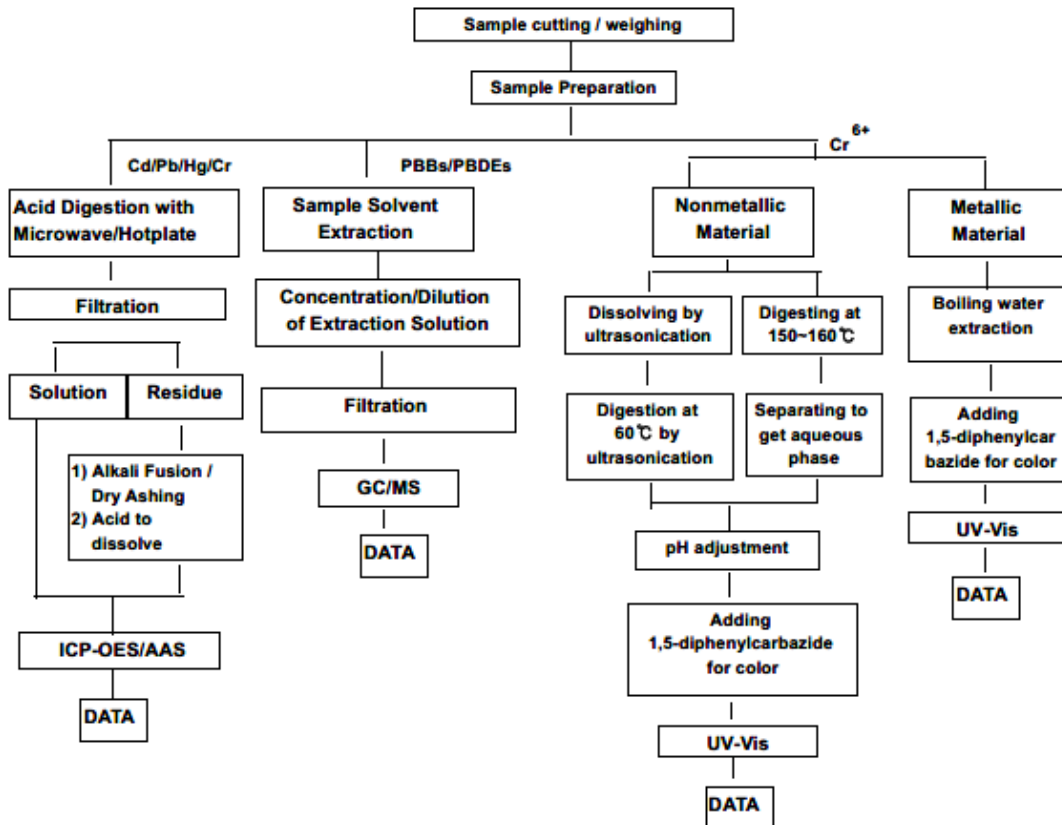 Sample cutting / weighing
Sample Preparation
Cr6+
Cd/Pb/Hg/Cr
PBBs/PBDEs
Acid Digestion with
Microwave/Hotplate
Sample Solvent
Extraction
Nonmetallic
Material
Metallic
Material
Filtration
Concentration/Dilution
of Extraction Solution
Dissolving by
ultrasonication
Digesting at
150~160℃
Boiling water
extraction
Solution
Residue
Filtration
Digestion at
60℃ by
ultrasonication
Separating to
get aqueous
phase
Adding
1,5-diphenylcar
bazide for color
1) Alkali Fusion /
Dry Ashing
2) Acid to
dissolve
GC/MS
UV-Vis
DATA
pH adjustment
DATA
Adding
1,5-diphenylcarbazide
for color
ICP-OES/AAS
DATA
UV-Vis
DATA